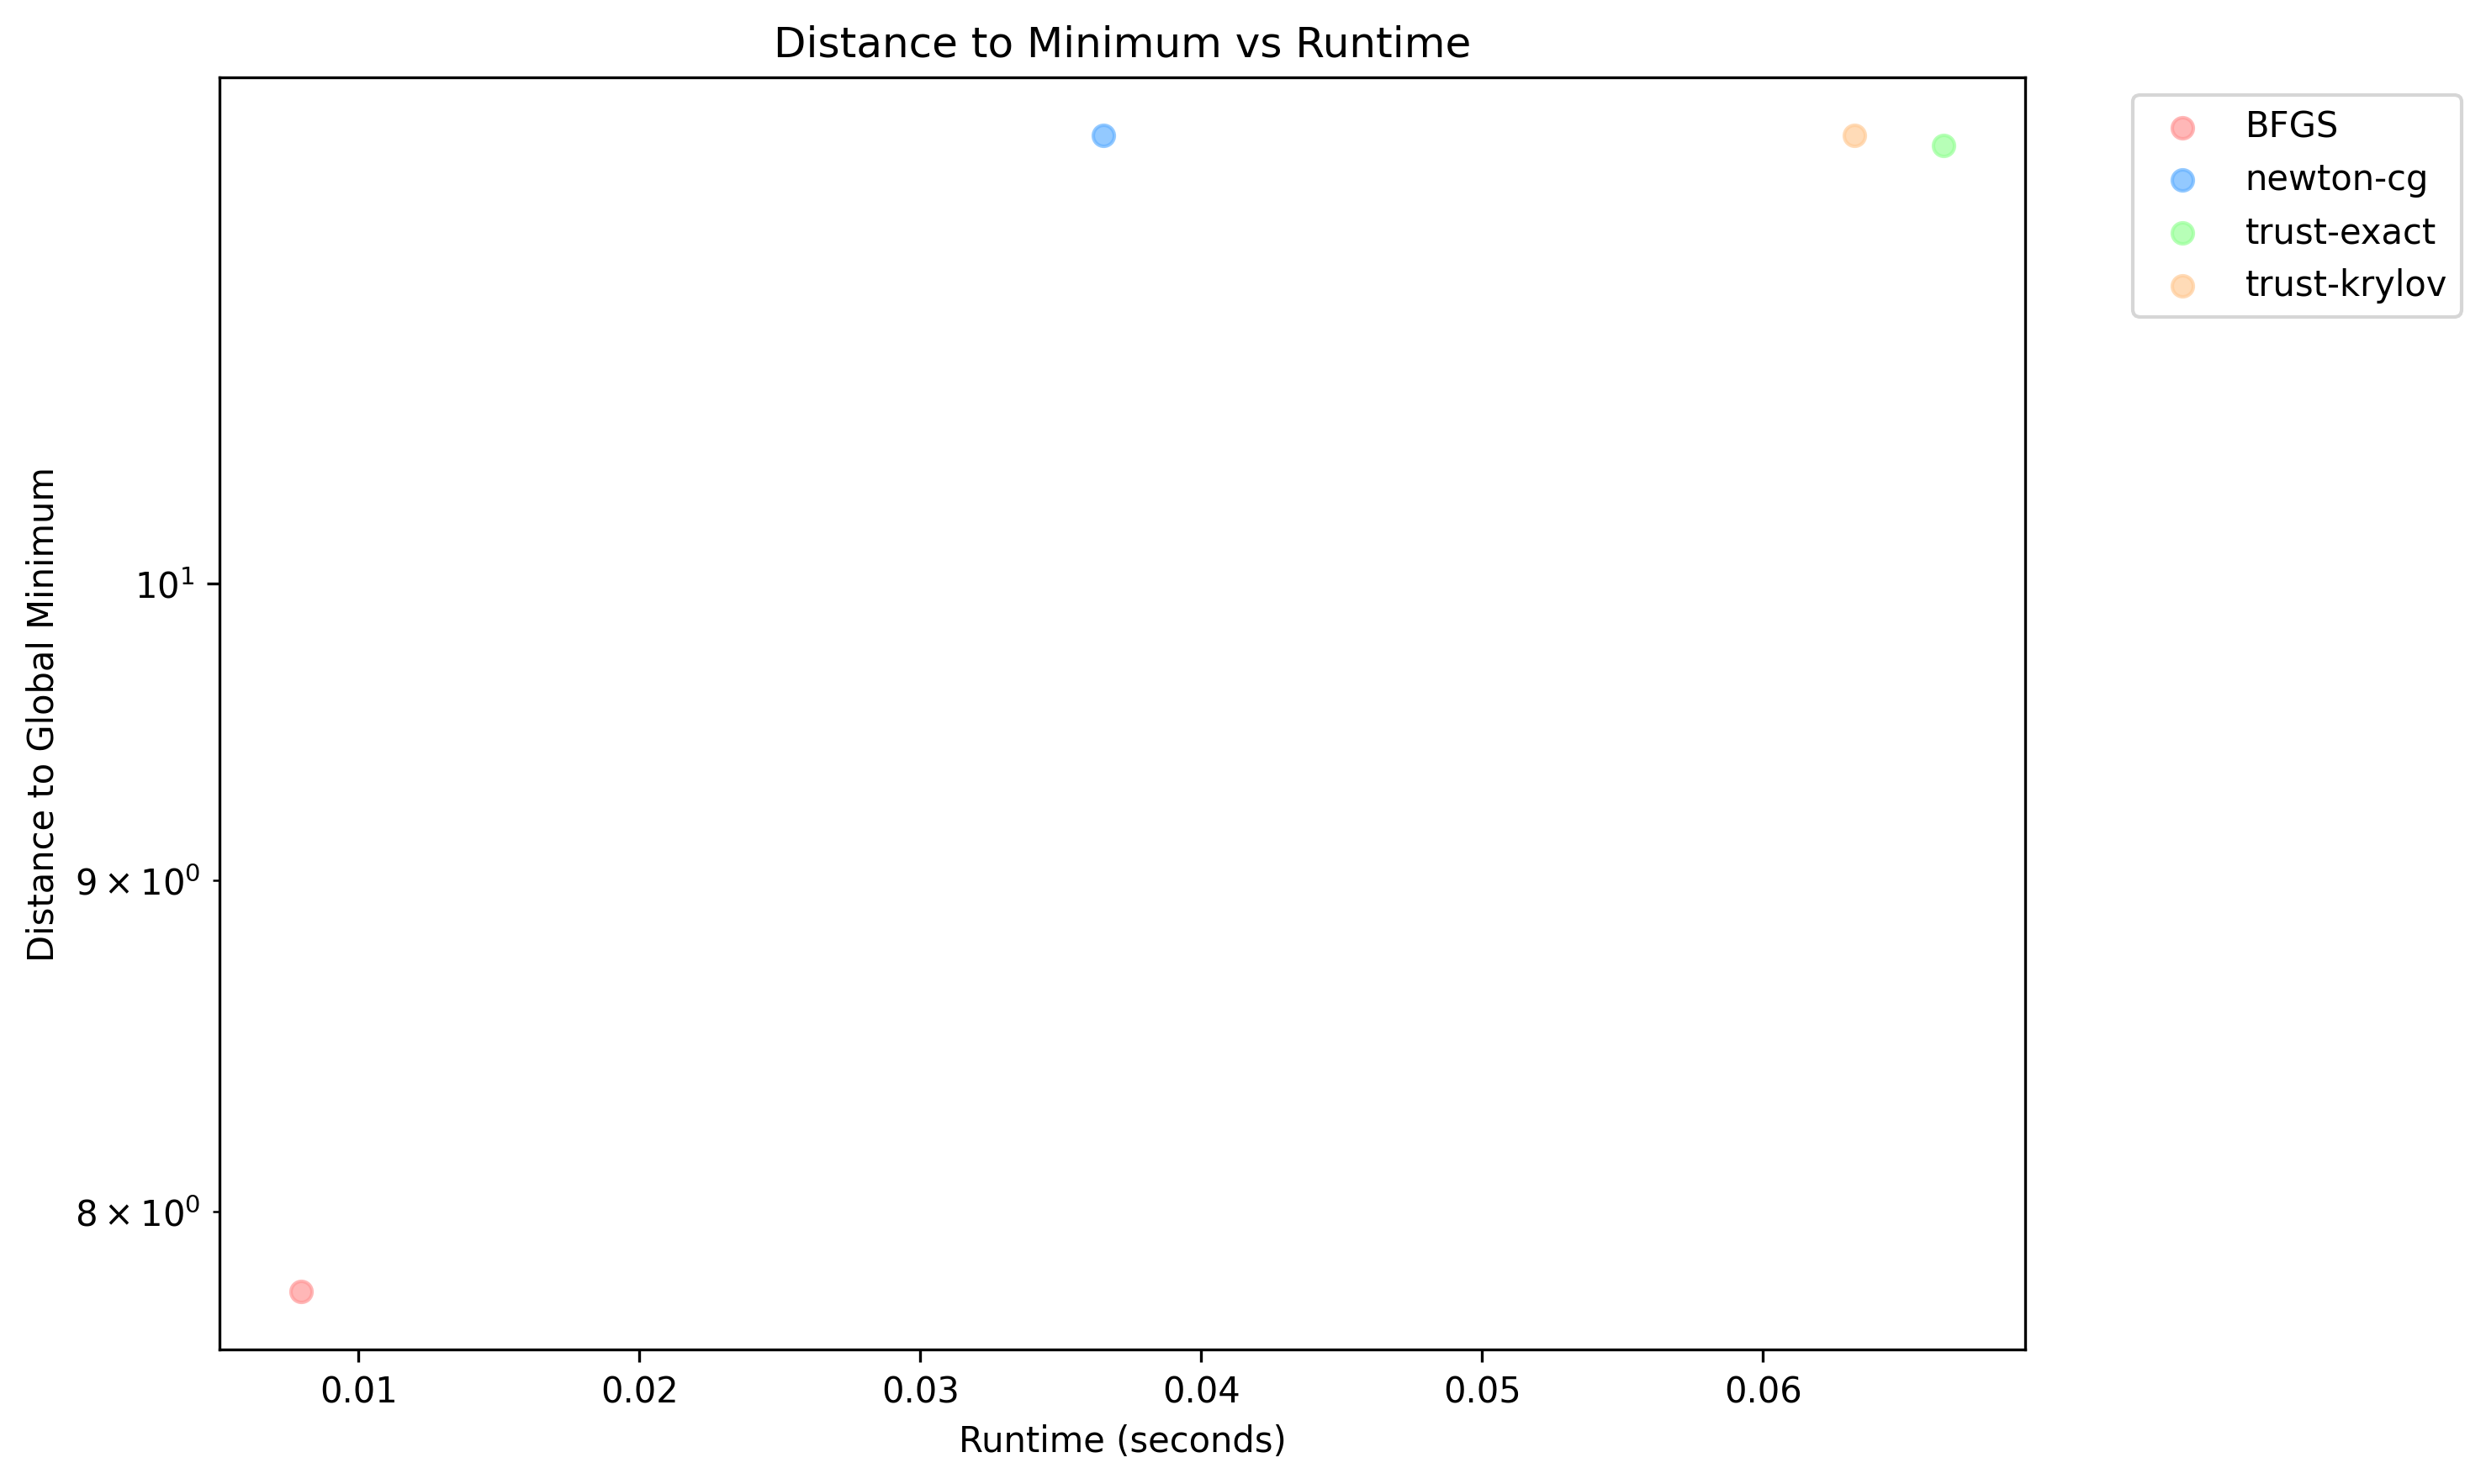 Distance to Minimum vs Runtime
BFGS
newton-cg
trust-exact
trust-krylov
Distance to Global Minimum
10¹
9 × 10⁰
8 × 10⁰
0.01 0.02 0.03 0.04 0.05 0.06
Runtime (seconds)